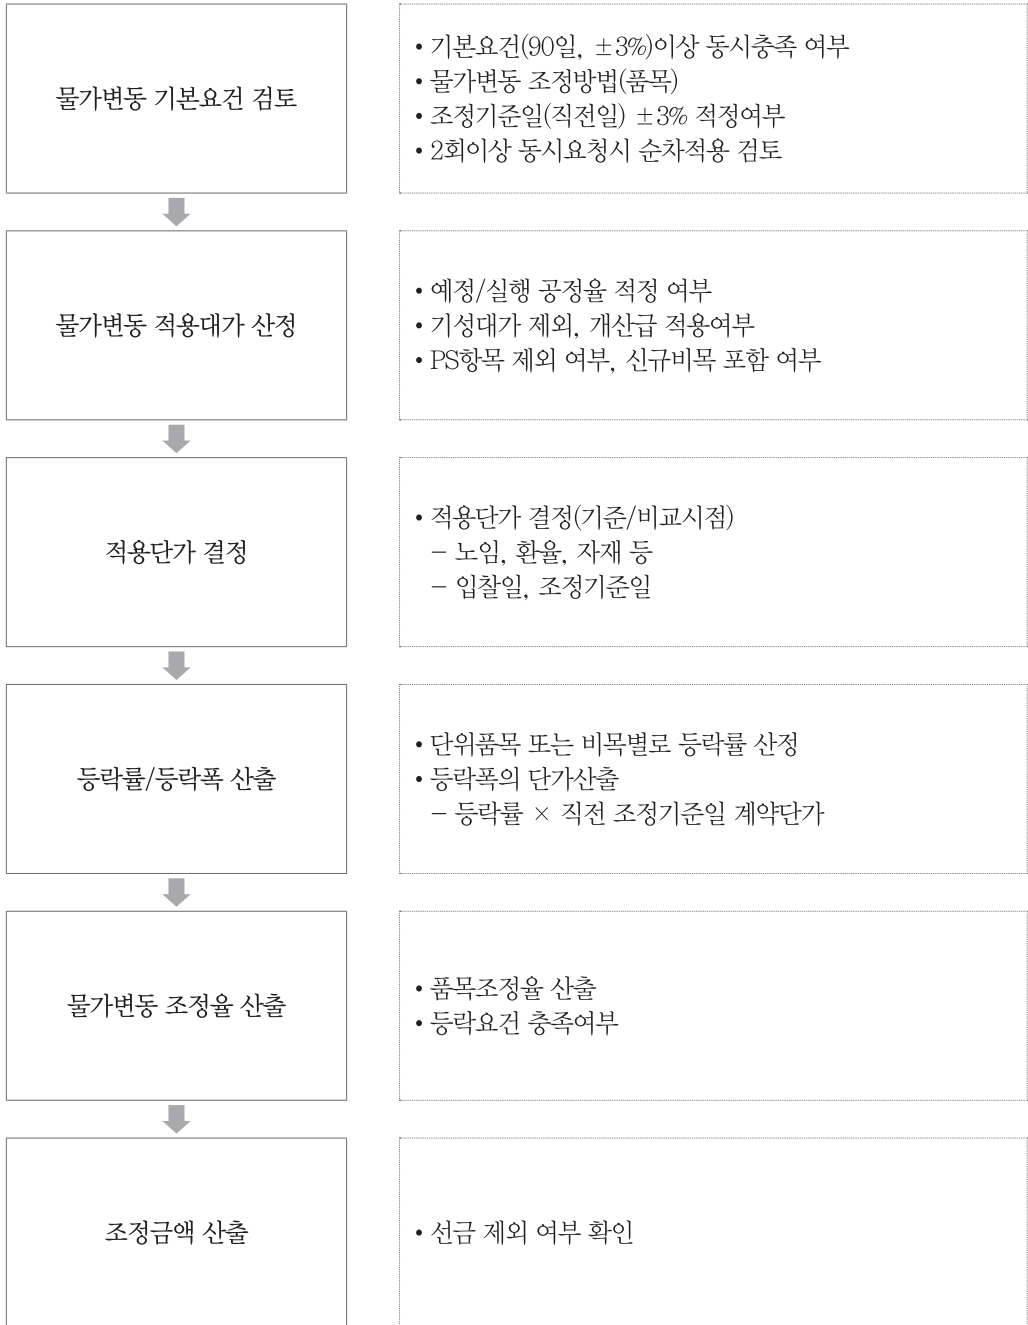 물가변동 기본요건 검토
• 기본요건(90일, ±3%)이상 동시충족 여부
• 물가변동 조정방법(품목)
• 조정기준일(직전일) ±3% 적정여부
• 2회이상 동시요청시 순차적용 검토
물가변동 적용대가 산정
• 예정/실행 공정율 적정 여부
• 기성대가 제외, 개산급 적용여부
• PS항목 제외 여부, 신규비목 포함 여부
적용단가 결정
• 적용단가 결정(기준/비교시점)
– 노임, 환율, 자재 등
– 입찰일, 조정기준일
등락률/등락폭 산출
• 단위품목 또는 비목별로 등락률 산정
• 등락폭의 단가산출
– 등락률 × 직전 조정기준일 계약단가
물가변동 조정율 산출
• 품목조정율 산출
• 등락요건 충족여부
조정금액 산출
• 선금 제외 여부 확인